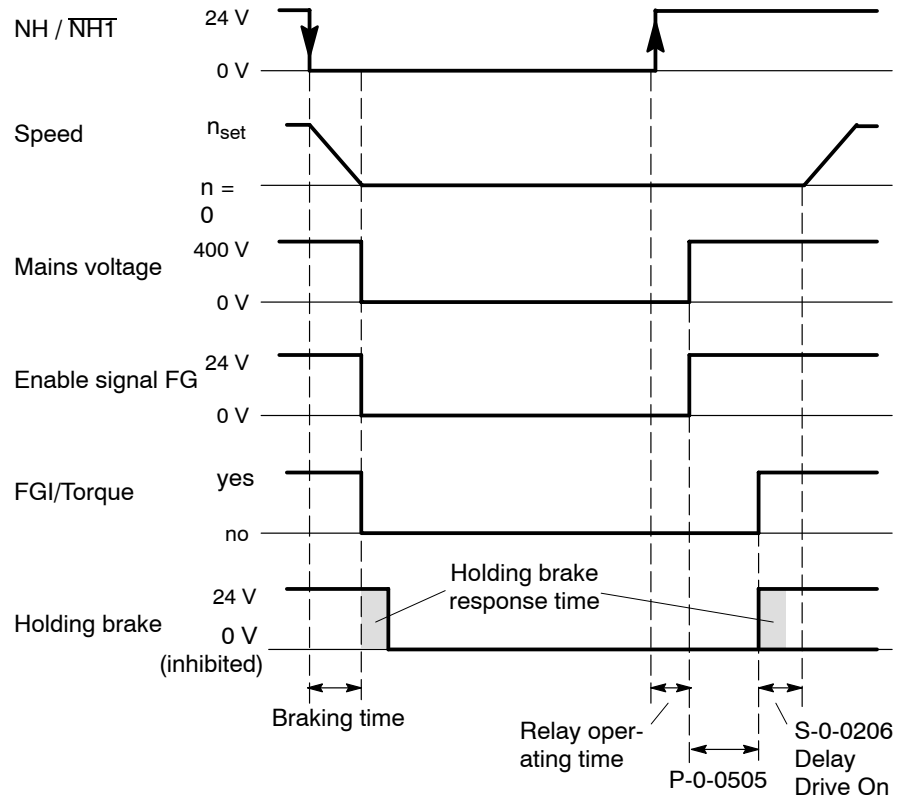 NH / NH1
24 V
0 V
Speed
nset
n =
0
Mains voltage
400 V
0 V
Enable signal FG
24 V
0 V
FGI/Torque
yes
no
Holding brake
response time
Holding brake
24 V
0 V
(inhibited)
Braking time
Relay oper-
ating time
P-0-0505
S-0-0206
Delay
Drive On